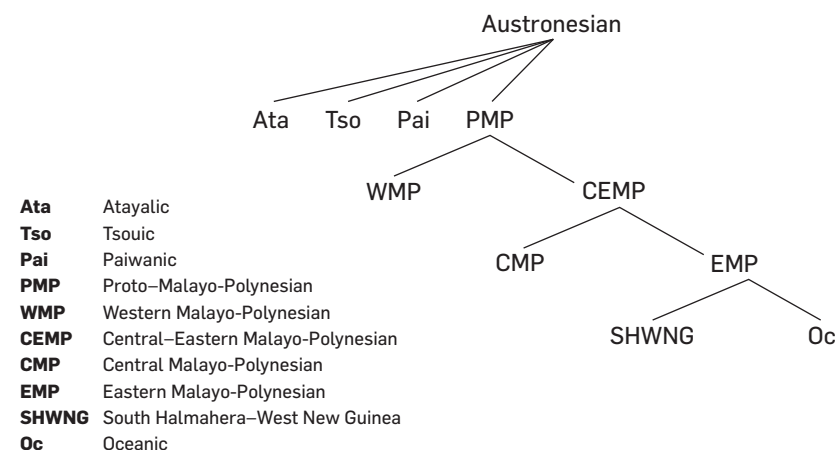 Austronesian
Ata Tso Pai PMP
WMP CEMP
CMP EMP
SHWNG Oc
Ata Atayalic
Tso Tsouic
Pai Paiwanic
PMP Proto–Malayo-Polynesian
WMP Western Malayo-Polynesian
CEMP Central–Eastern Malayo-Polynesian
CMP Central Malayo-Polynesian
EMP Eastern Malayo-Polynesian
SHWNG South Halmahera–West New Guinea
Oc Oceanic